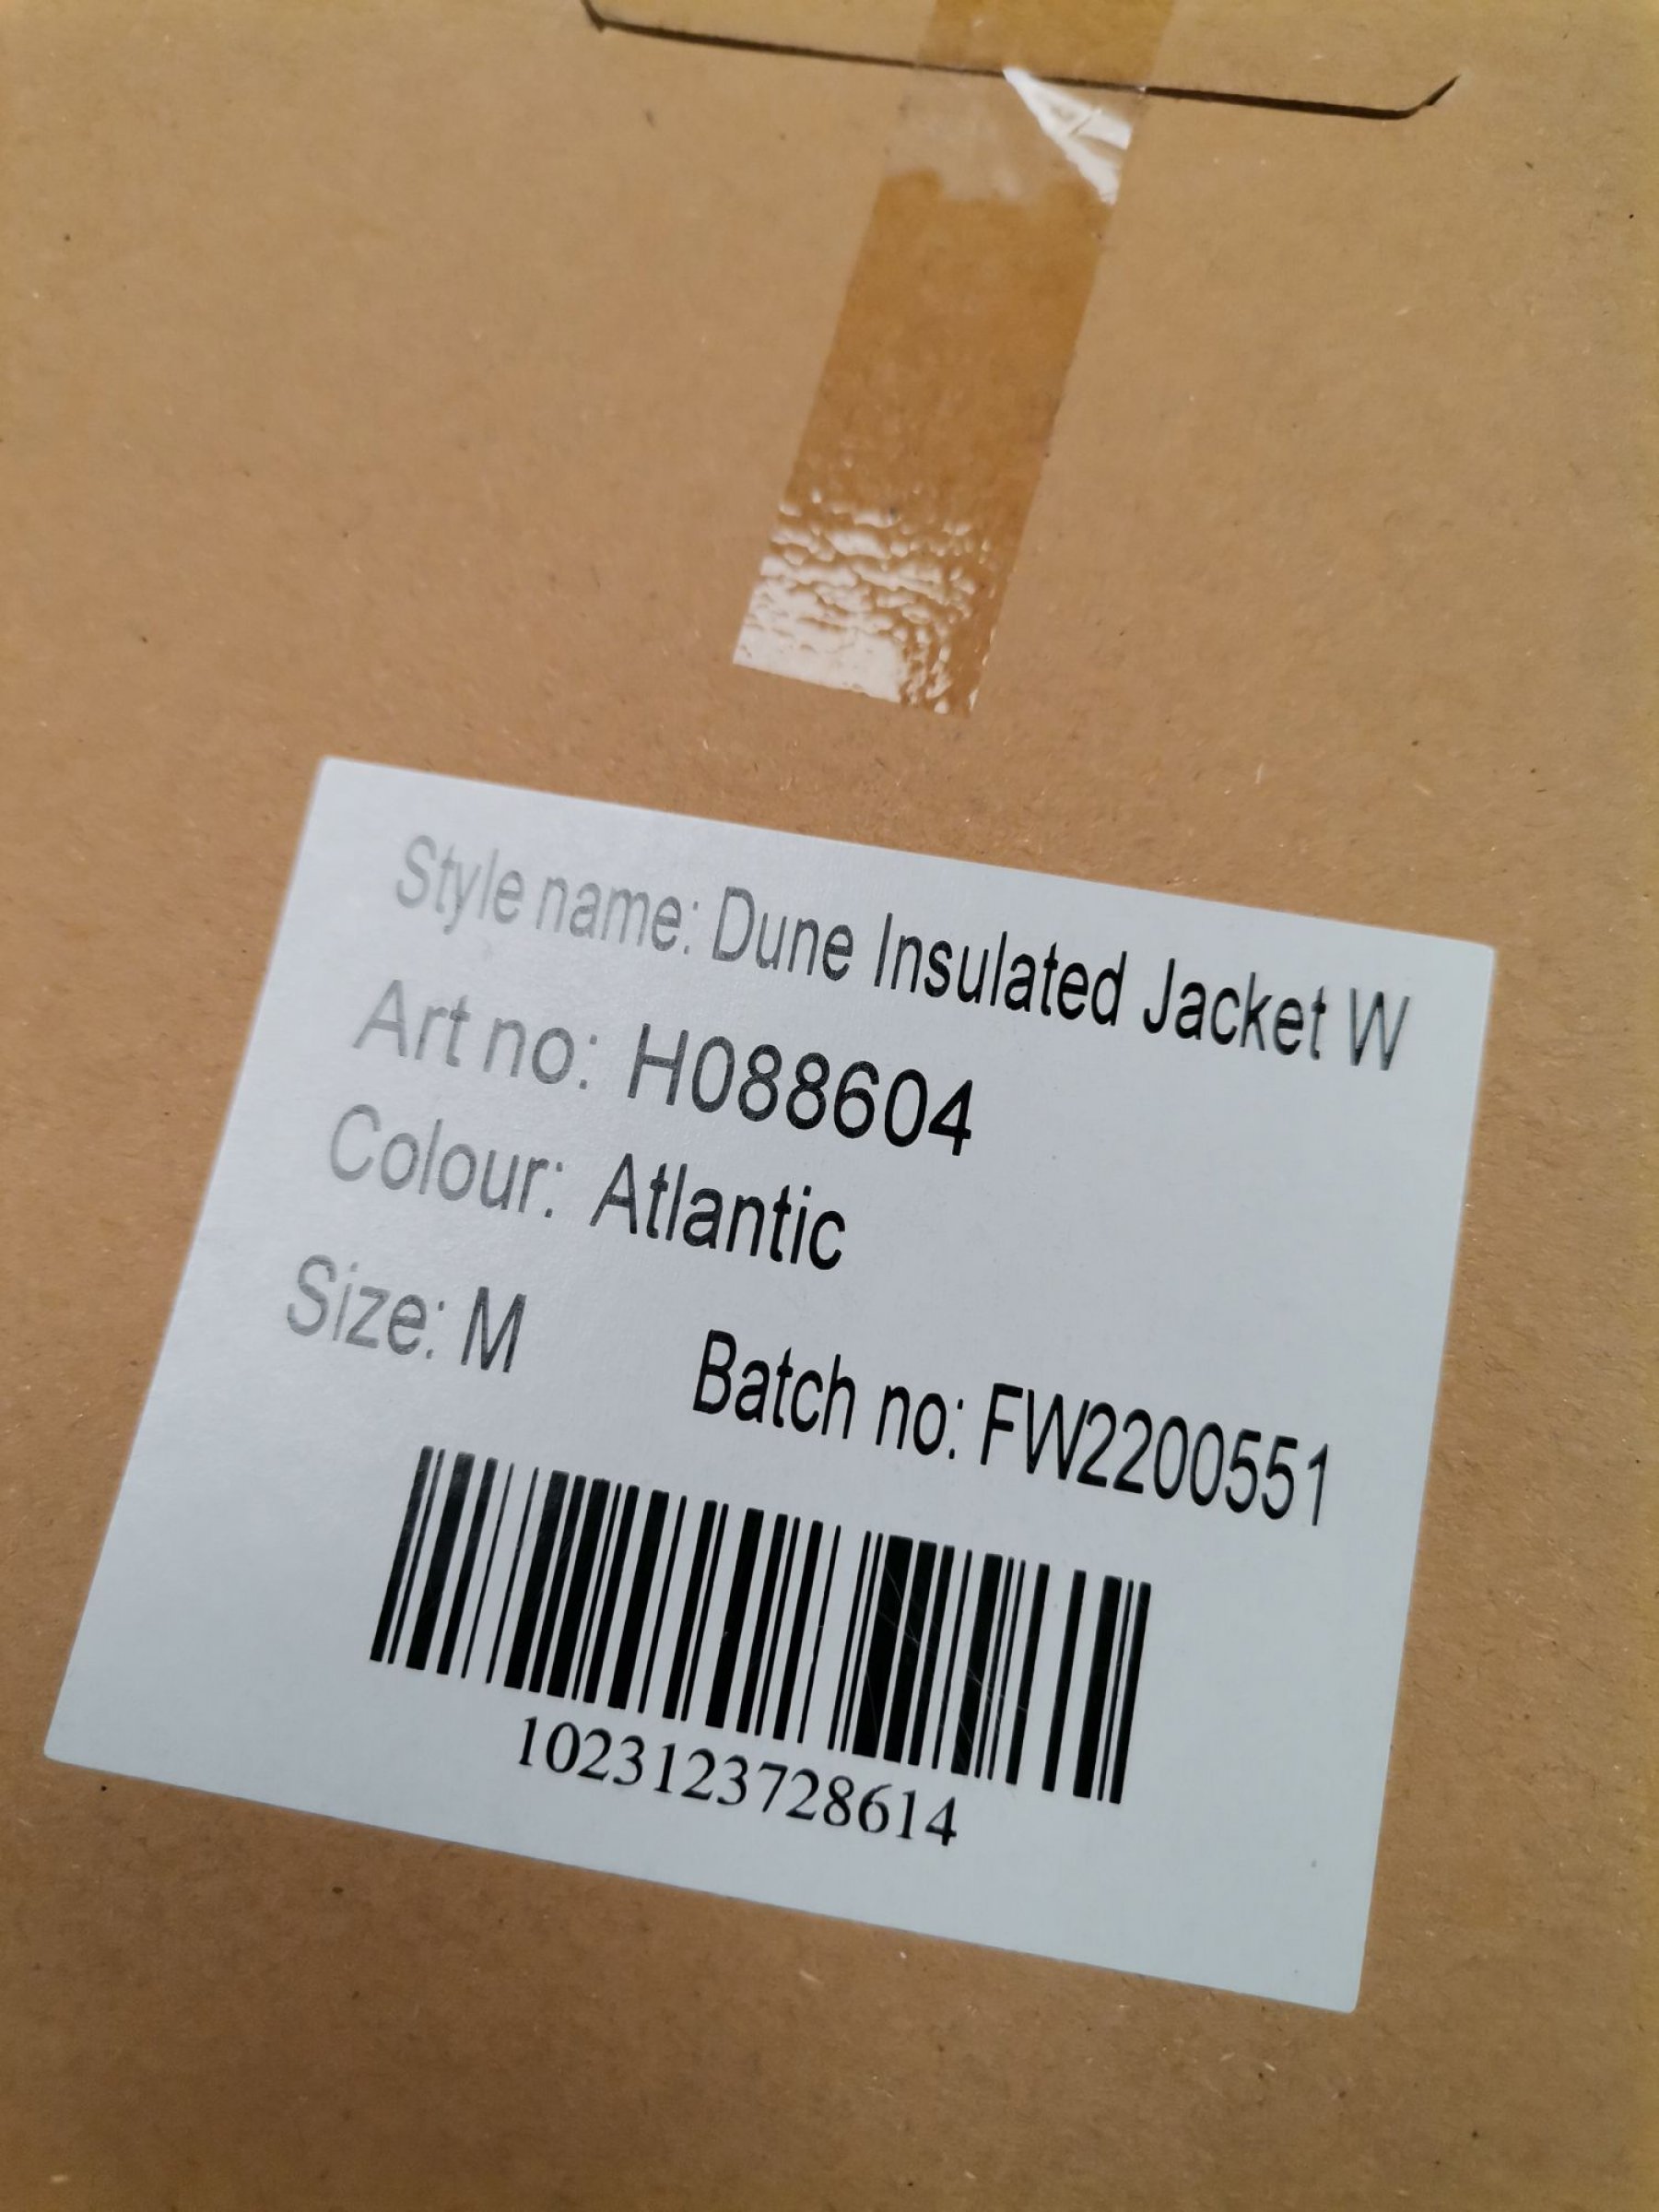 Style name: Dune Insulated Jacket W
Art no: H088604
Colour: Atlantic
Size: M Batch no: FW2200551
1023123728614